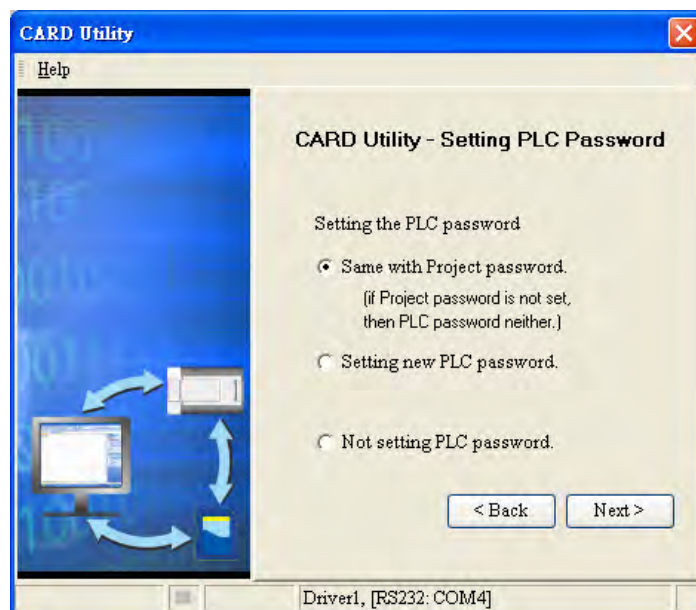 CARD Utility
Help
CARD Utility - Setting PLC Password
Setting the PLC password
Same with Project password.
(if Project password is not set,
then PLC password neither.)
Setting new PLC password.
Not setting PLC password.
< Back Next >
Driver1, [RS232: COM4]